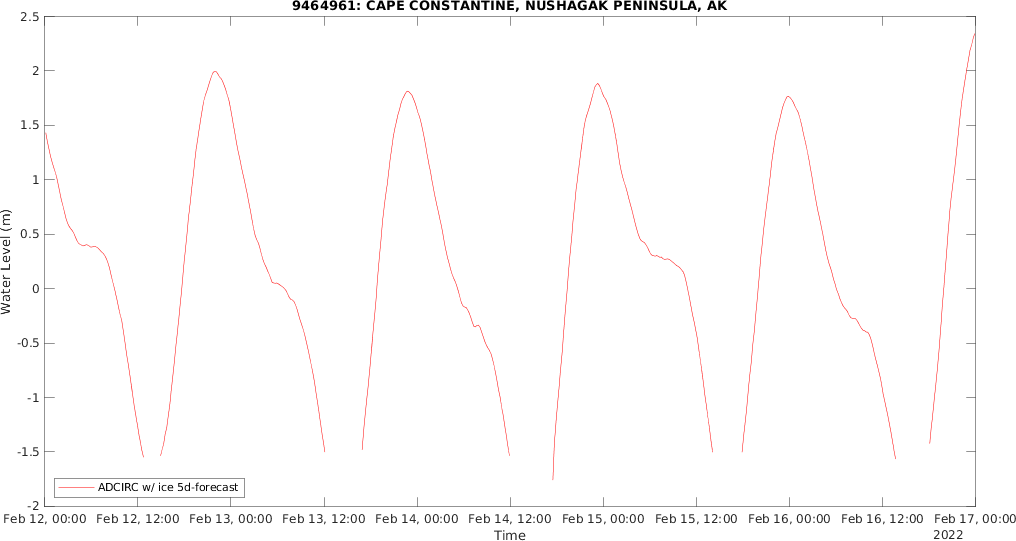 9464961: CAPE CONSTANTINE, NUSHAGAK PENINSULA, AK
2.5
2
1.5
1
0.5
0
-0.5
-1
-1.5
-2
Water Level (m)
ADCIRC w/ ice 5d-forecast
Feb 12, 00:00 Feb 12, 12:00 Feb 13, 00:00 Feb 13, 12:00 Feb 14, 00:00 Feb 14, 12:00 Feb 15, 00:00 Feb 15, 12:00 Feb 16, 00:00 Feb 16, 12:00 Feb 17, 00:00
Time
2022